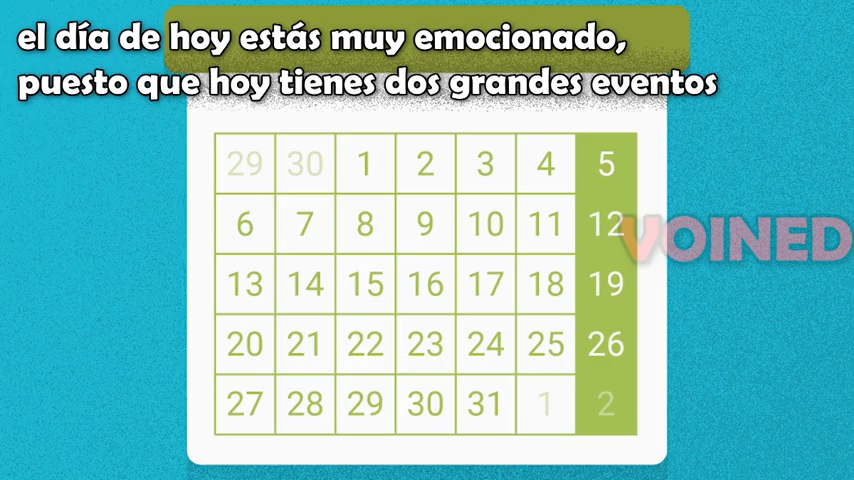 el día de hoy estás muy emocionado,
puesto que hoy tienes dos grandes eventos
29 30 1 2 3 4 5
6 7 8 9 10 11 12
VOINED
13 14 15 16 17 18 19
20 21 22 23 24 25 26
27 28 29 30 31 1 2